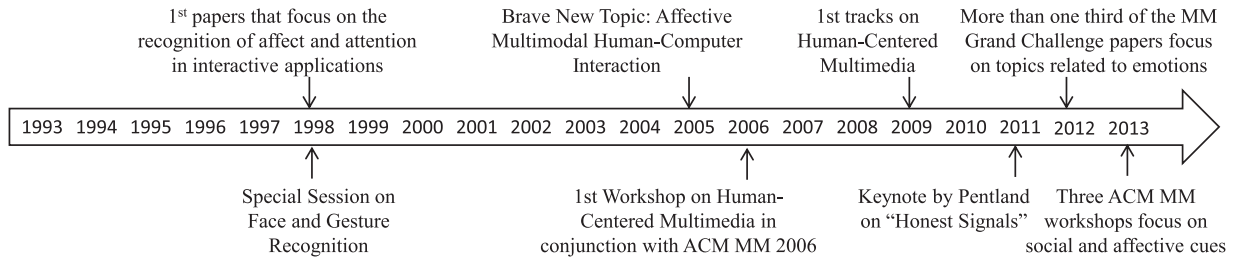 1st papers that focus on the
recognition of affect and attention
in interactive applications
Brave New Topic: Affective
Multimodal Human-Computer
Interaction
1st tracks on
Human-Centered
Multimedia
More than one third of the MM
Grand Challenge papers focus
on topics related to emotions
1993 1994 1995 1996 1997 1998 1999 2000 2001 2002 2003 2004 2005 2006 2007 2008 2009 2010 2011 2012 2013
Special Session on
Face and Gesture
Recognition
1st Workshop on Human-
Centered Multimedia in
conjunction with ACM MM 2006
Keynote by Pentland
on “Honest Signals”
Three ACM MM
workshops focus on
social and affective cues